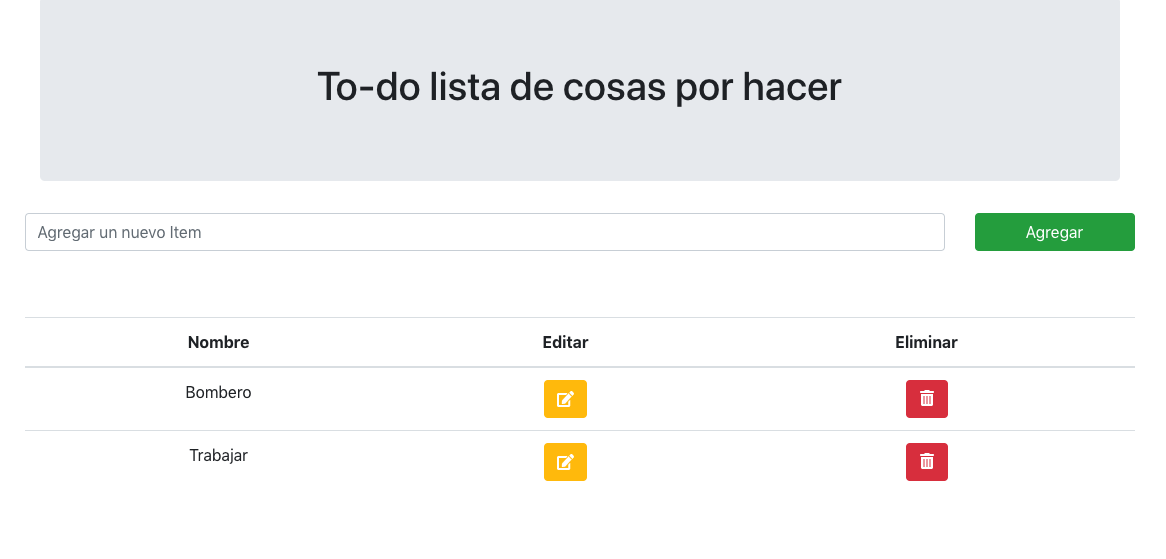 To-do lista de cosas por hacer
Agregar un nuevo Item
Agregar
Nombre Editar Eliminar
Bombero
Trabajar